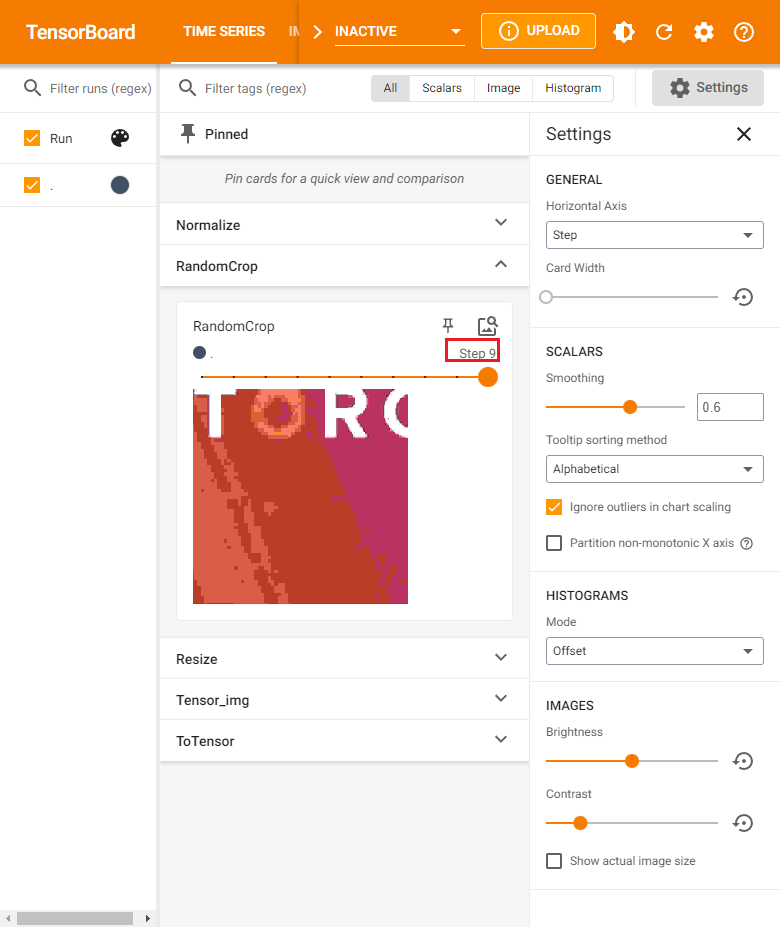 TensorBoard TIME SERIES IM INACTIVE UPLOAD
Filter runs (regex) Filter tags (regex) All Scalars Image Histogram Settings
Run
.
Pinned
Pin cards for a quick view and comparison
Normalize
RandomCrop
RandomCrop
. Step 9
TORC
Resize
Tensor_img
ToTensor
Settings
GENERAL
Horizontal Axis
Step
Card Width
SCALARS
Smoothing
0.6
Tooltip sorting method
Alphabetical
Ignore outliers in chart scaling
Partition non-monotonic X axis
HISTOGRAMS
Mode
Offset
IMAGES
Brightness
Contrast
Show actual image size